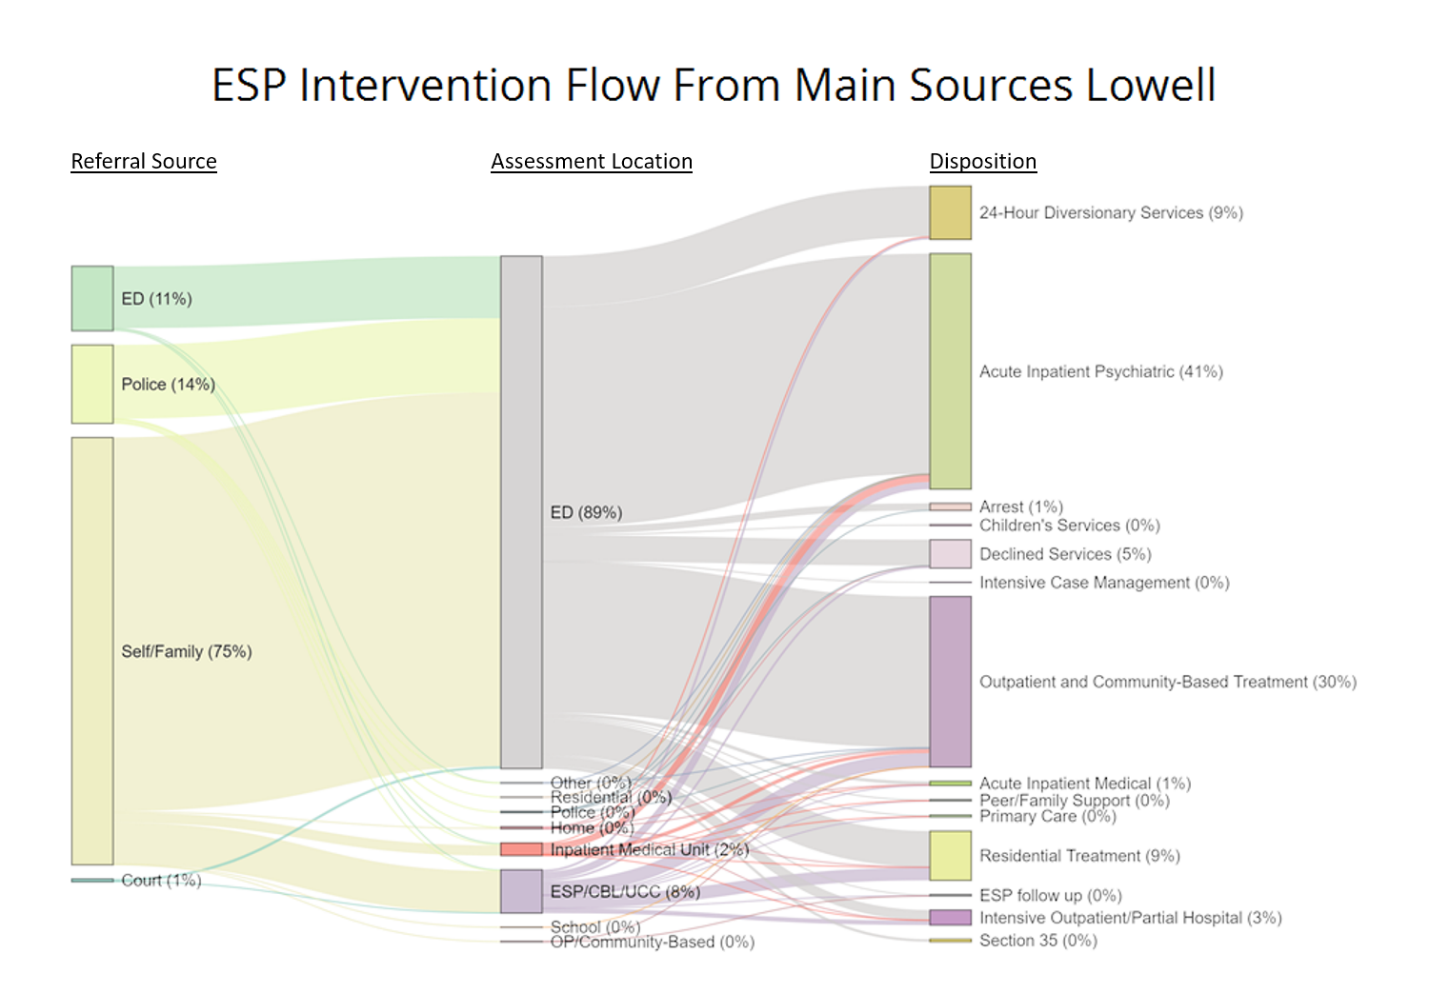 ESP Intervention Flow From Main Sources Lowell
Referral Source
Assessment Location
Disposition
ED (11%)
Police (14%)
Self/Family (75%)
Court (1%)
ED (89%)
Other (0%)
Residential (0%)
Police (0%)
Home (0%)
Inpatient Medical Unit (2%)
ESP/CBL/UCC (8%)
School (0%)
OP/Community-Based (0%)
24-Hour Diversionary Services (9%)
Acute Inpatient Psychiatric (41%)
Arrest (1%)
Children's Services (0%)
Declined Services (5%)
Intensive Case Management (0%)
Outpatient and Community-Based Treatment (30%)
Acute Inpatient Medical (1%)
Peer/Family Support (0%)
Primary Care (0%)
Residential Treatment (9%)
ESP follow up (0%)
Intensive Outpatient/Partial Hospital (3%)
Section 35 (0%)